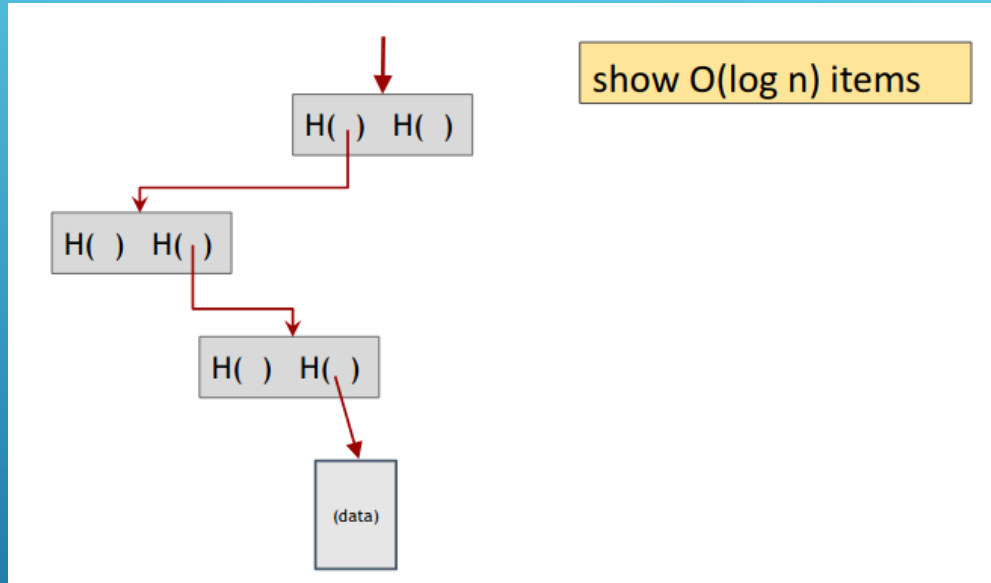 show O(log n) items
H( ) H( )
H( ) H( )
H( ) H( )
(data)